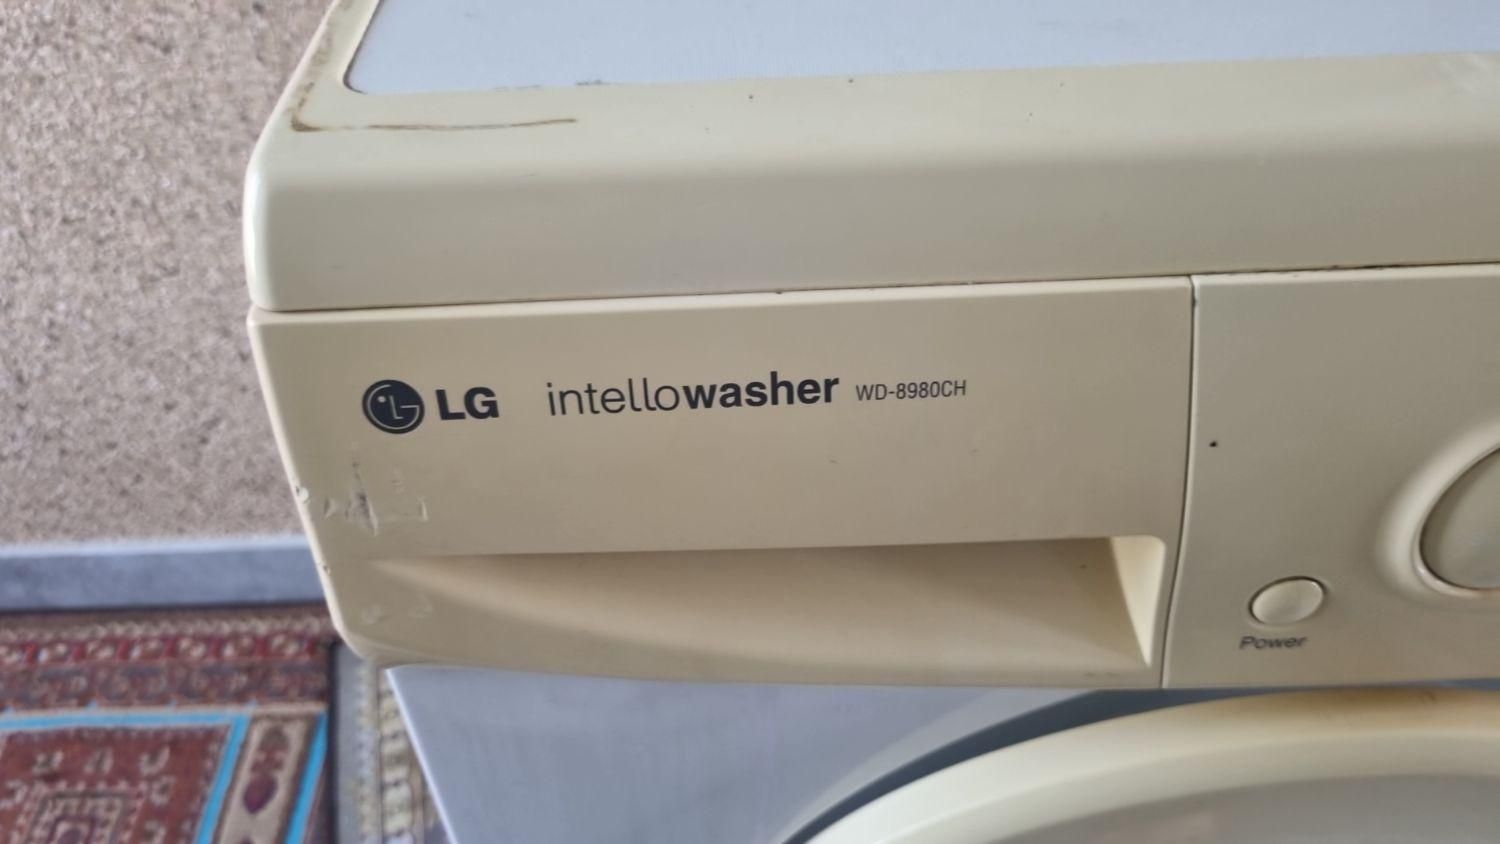 LG intellowasher WD-8980CH
Power